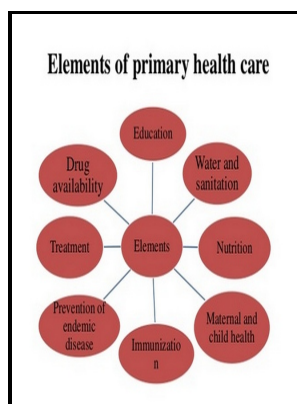 Elements of primary health care
Education
Drug
availability
Water and
sanitation
Treatment
Elements
Nutrition
Prevention of
endemic
disease
Immunizatio
n
Maternal and
child health